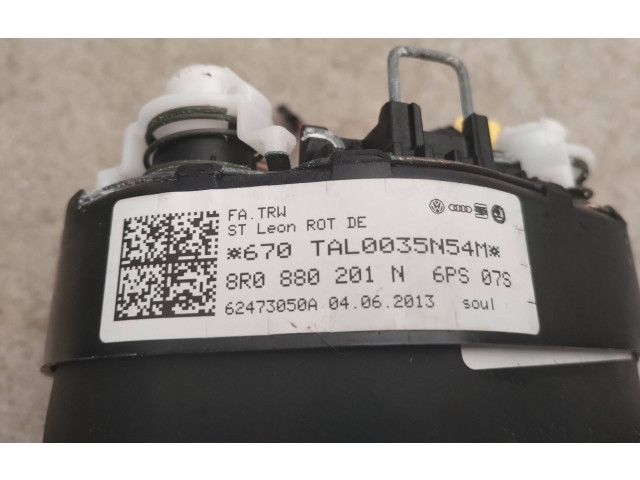 FA.TRW
ST Leon ROT DE
*670 TAL0035N54M*
8R0 880 201 N 6PS 07S
62473050A 04.06.2013 soul